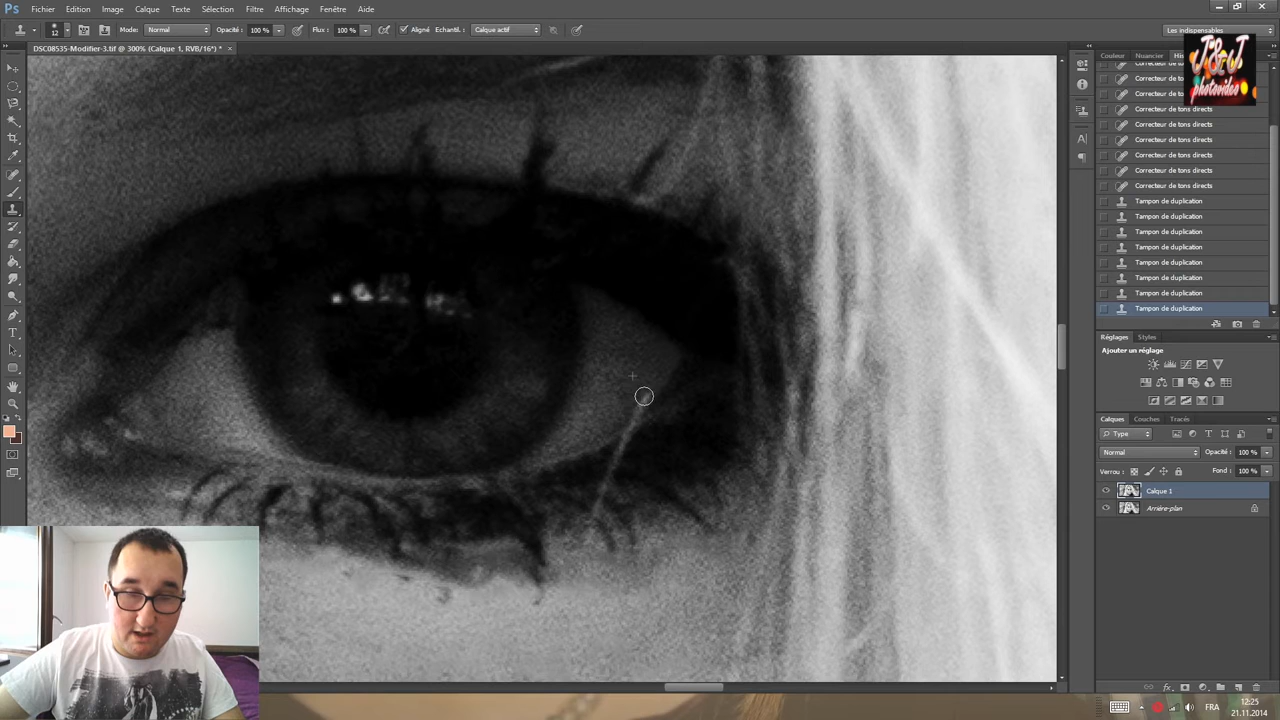 Ps Fichier Edition Image Calque Texte Sélection Filtre Affichage Fenêtre Aide
12 Mode: Normal Opacité: 100 % Flux: 100 % Aligné Echantil.: Calque actif Les indispensables
DSC08535-Modifier-3.tif @ 300% (Calque 1, RVB/16*) * ×
Couleur Nuancier
J&J
photovideo
Correcteur de tons directs
Correcteur de tons directs
Correcteur de tons directs
Correcteur de tons directs
Correcteur de tons directs
Correcteur de tons directs
Tampon de duplication
Tampon de duplication
Tampon de duplication
Tampon de duplication
Tampon de duplication
Tampon de duplication
Tampon de duplication
Tampon de duplication
Réglages Styles
Ajouter un réglage
Calques Couches Tracés
Type
Normal Opacité: 100 %
Verrou: Fond: 100 %
Calque 1
Arrière-plan
FRA
12:25
21.11.2014